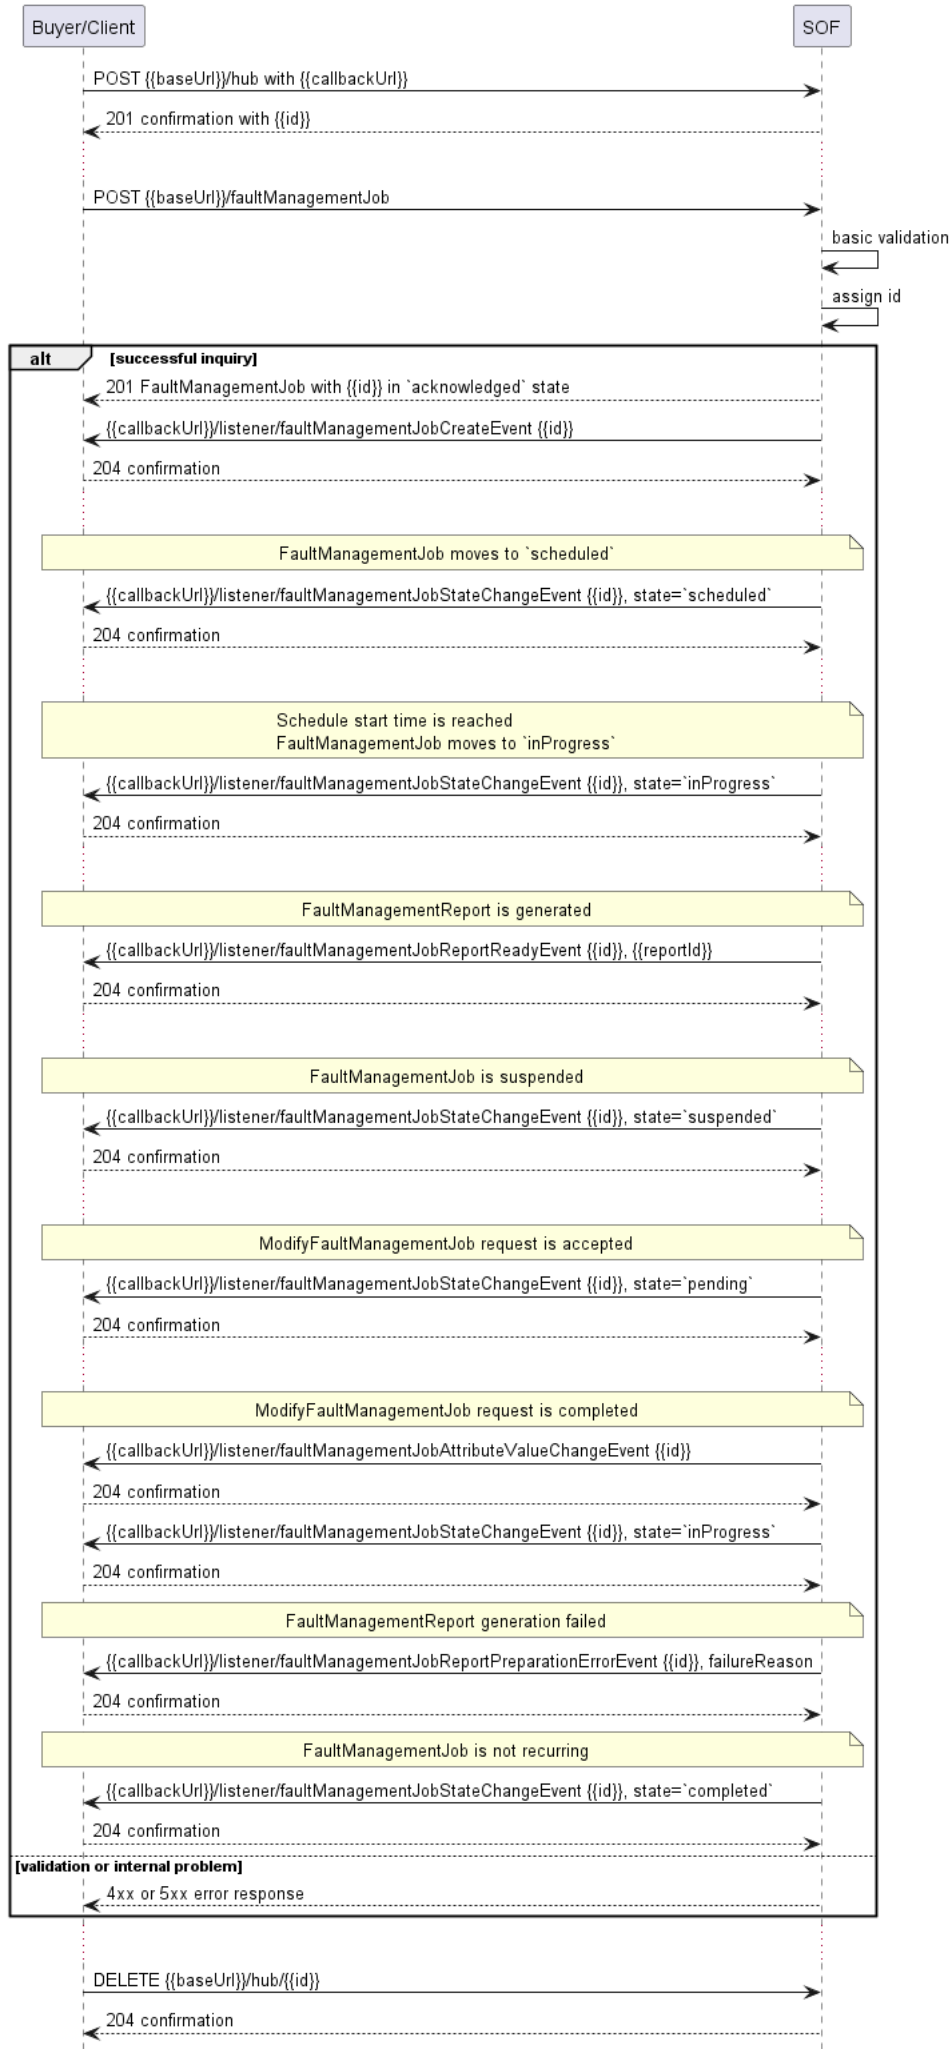 Buyer/Client
SOF
POST {{baseUrl}}/hub with {{callbackUrl}}
201 confirmation with {{id}}
POST {{baseUrl}}/faultManagementJob
basic validation
assign id
alt
[successful inquiry]
201 FaultManagementJob with {{id}} in `acknowledged` state
{{callbackUrl}}/listener/faultManagementJobCreateEvent {{id}}
204 confirmation
FaultManagementJob moves to `scheduled`
{{callbackUrl}}/listener/faultManagementJobStateChangeEvent {{id}}, state=`scheduled`
204 confirmation
Schedule start time is reached
FaultManagementJob moves to `inProgress`
{{callbackUrl}}/listener/faultManagementJobStateChangeEvent {{id}}, state=`inProgress`
204 confirmation
FaultManagementReport is generated
{{callbackUrl}}/listener/faultManagementJobReportReadyEvent {{id}}, {{reportId}}
204 confirmation
FaultManagementJob is suspended
{{callbackUrl}}/listener/faultManagementJobStateChangeEvent {{id}}, state=`suspended`
204 confirmation
ModifyFaultManagementJob request is accepted
{{callbackUrl}}/listener/faultManagementJobStateChangeEvent {{id}}, state=`pending`
204 confirmation
ModifyFaultManagementJob request is completed
{{callbackUrl}}/listener/faultManagementJobAttributeValueChangeEvent {{id}}
204 confirmation
{{callbackUrl}}/listener/faultManagementJobStateChangeEvent {{id}}, state=`inProgress`
204 confirmation
FaultManagementReport generation failed
{{callbackUrl}}/listener/faultManagementJobReportPreparationErrorEvent {{id}}, failureReason
204 confirmation
FaultManagementJob is not recurring
{{callbackUrl}}/listener/faultManagementJobStateChangeEvent {{id}}, state=`completed`
204 confirmation
[validation or internal problem]
4xx or 5xx error response
DELETE {{baseUrl}}/hub/{{id}}
204 confirmation